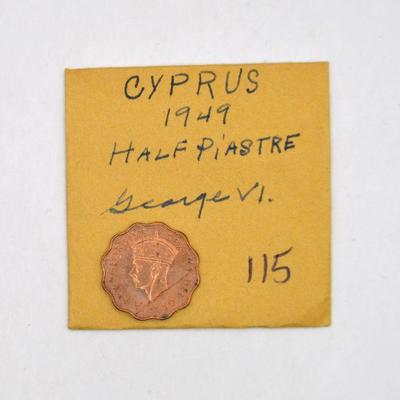 CYPRUS
1949
HALF PiASTRE
George VI.
115